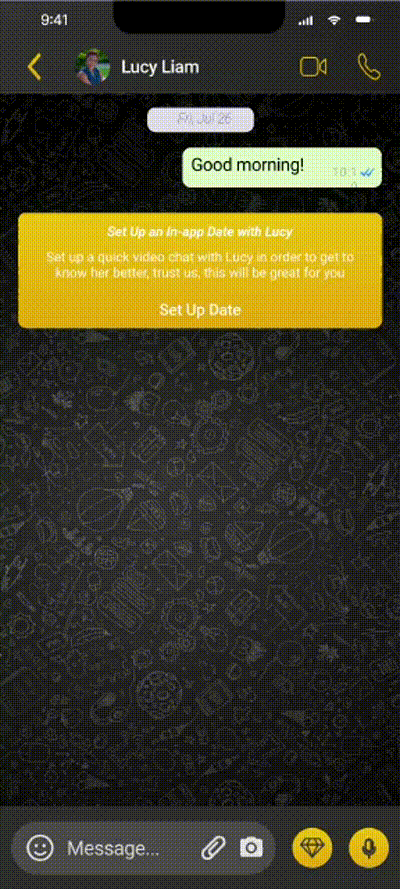 9:41
Lucy Liam
Fri, Jul 26
Good morning!
Set Up an In-app Date with Lucy
Set up a quick video chat with Lucy in order to get to
know her better, trust us, this will be great for you
Set Up Date
Message...